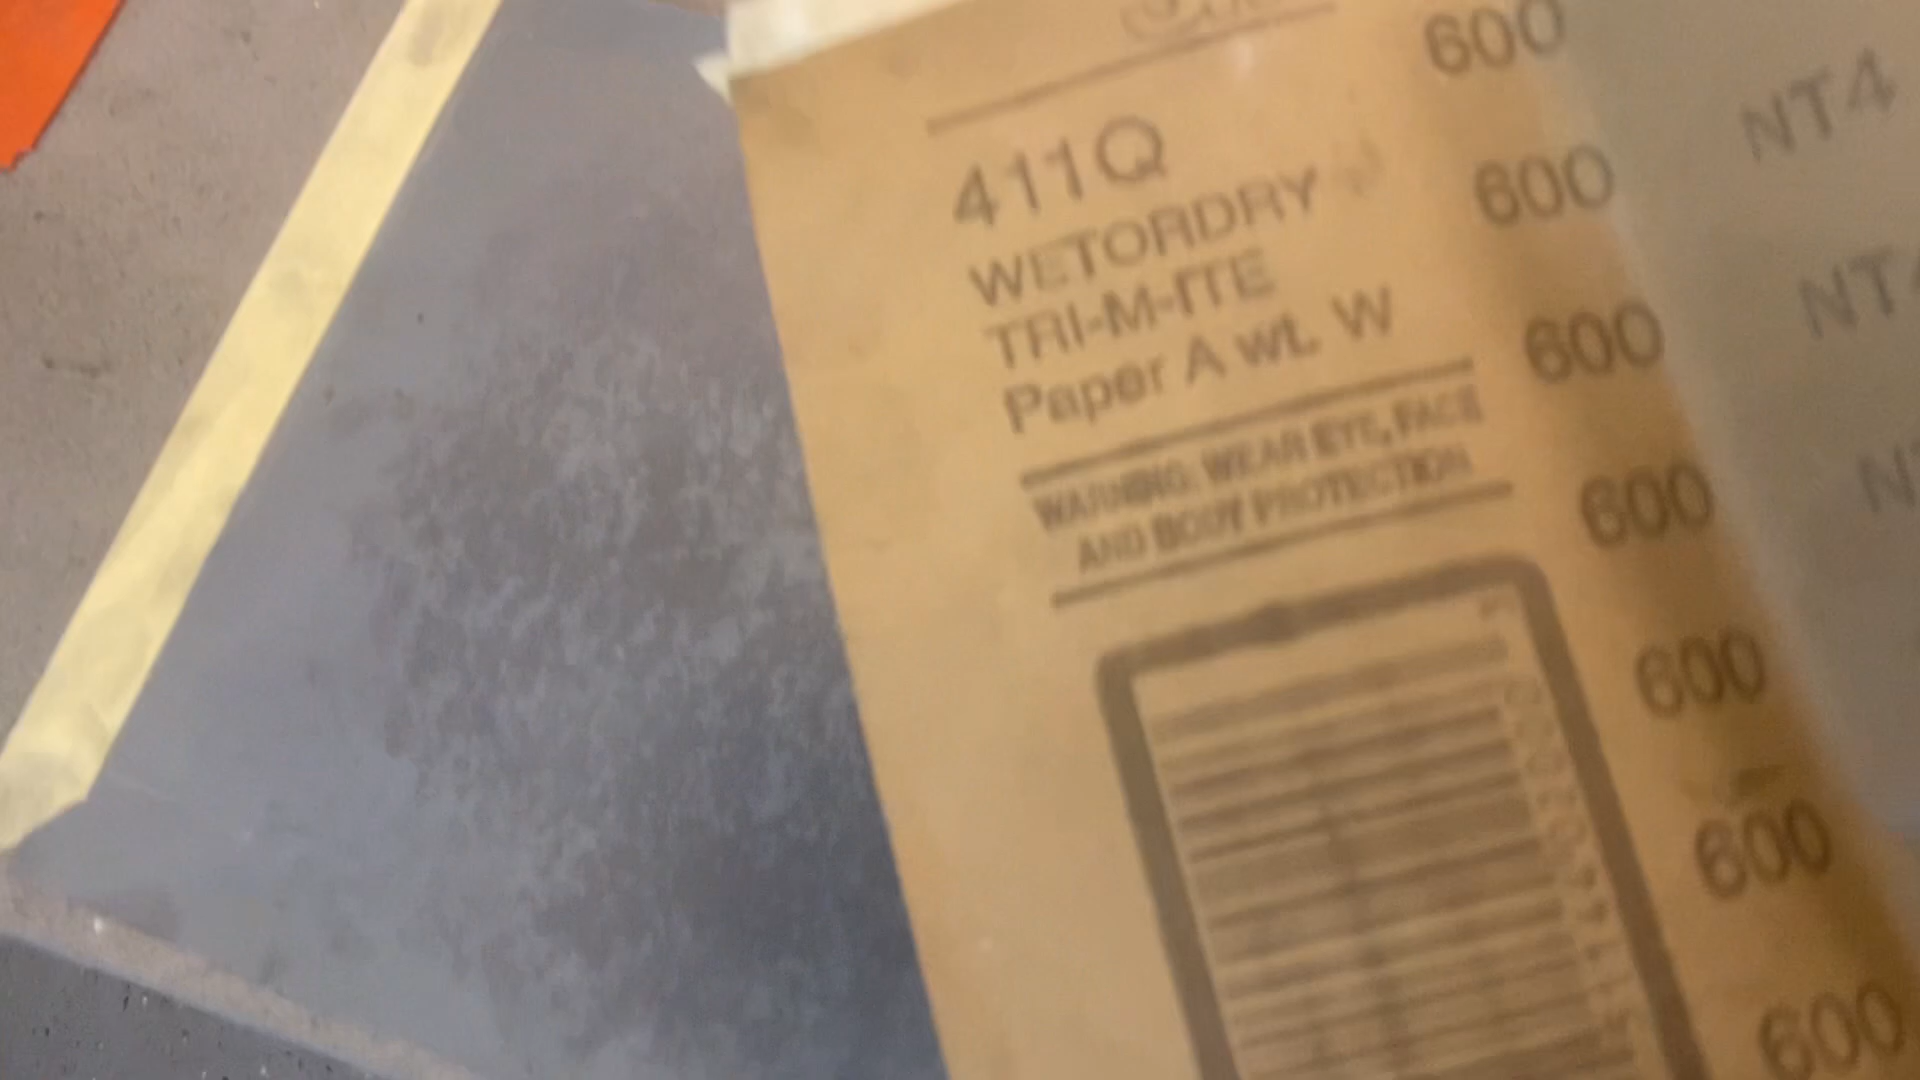 411Q
WETORDRY
TRI-M-ITE
Paper A wt. W
WARNING: WEAR EYE, FACE
AND BODY PROTECTION
600
600
600
600
600
600
600
NT4
NT4